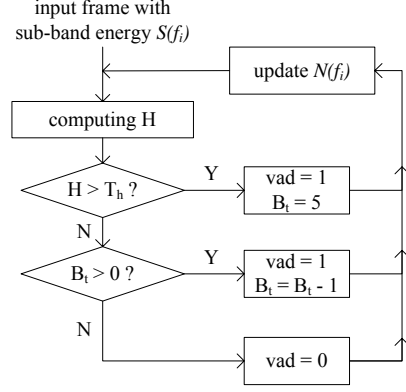 input frame with
sub-band energy S(fᵢ)
update N(fᵢ)
computing H
H > Tₕ ?
Y
vad = 1
Bₜ = 5
N
Bₜ > 0 ?
Y
vad = 1
Bₜ = Bₜ - 1
N
vad = 0